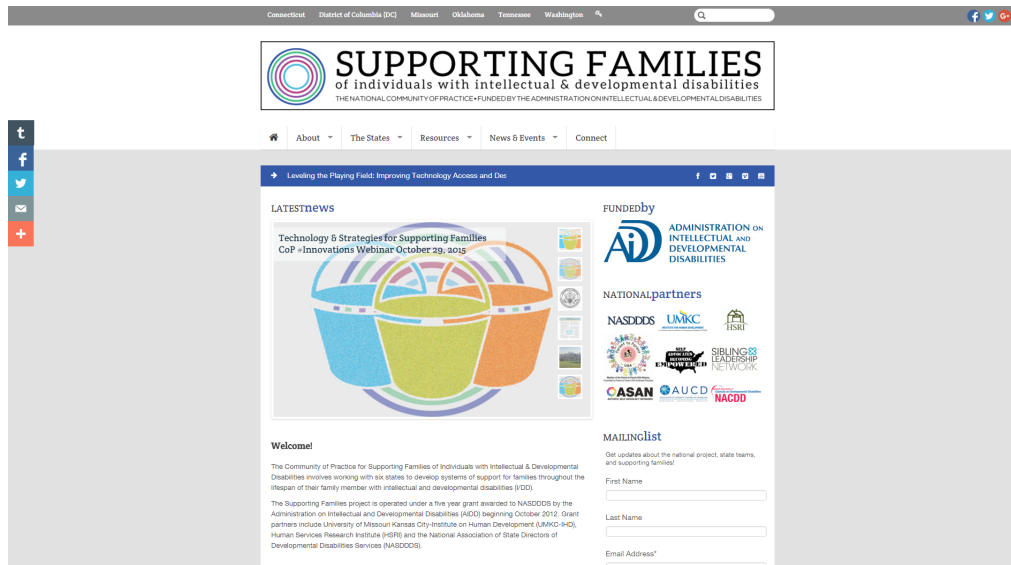 Connecticut District of Columbia (DC) Missouri Oklahoma Tennessee Washington
SUPPORTING FAMILIES
of individuals with intellectual & developmental disabilities
THE NATIONAL COMMUNITY OF PRACTICE•FUNDED BY THE ADMINISTRATION ON INTELLECTUAL & DEVELOPMENTAL DISABILITIES
About The States Resources News & Events Connect
Leveling the Playing Field: Improving Technology Access and Des
LATESTnews
Technology & Strategies for Supporting Families
CoP #Innovations Webinar October 29, 2015
Welcome!
The Community of Practice for Supporting Families of Individuals with Intellectual & Developmental
Disabilities involves working with six states to develop systems of support for families throughout the
lifespan of their family member with intellectual and developmental disabilities (I/DD).
The Supporting Families project is operated under a five year grant awarded to NASDDDS by the
Administration on Intellectual and Developmental Disabilities (AIDD) beginning October 2012. Grant
partners include University of Missouri Kansas City-Institute on Human Development (UMKC-IHD),
Human Services Research Institute (HSRI) and the National Association of State Directors of
Developmental Disabilities Services (NASDDDS).
FUNDEDby
AiDD
ADMINISTRATION ON
INTELLECTUAL AND
DEVELOPMENTAL
DISABILITIES
NATIONALpartners
NASDDDS
UMKC
HSRI
SELF
ADVOCATES
BECOMING
EMPOWERED
SIBLING
LEADERSHIP
NETWORK
ASAN
AUCD
NACDD
MAILINGlist
Get updates about the national project, state teams,
and supporting families!
First Name
Last Name
Email Address*